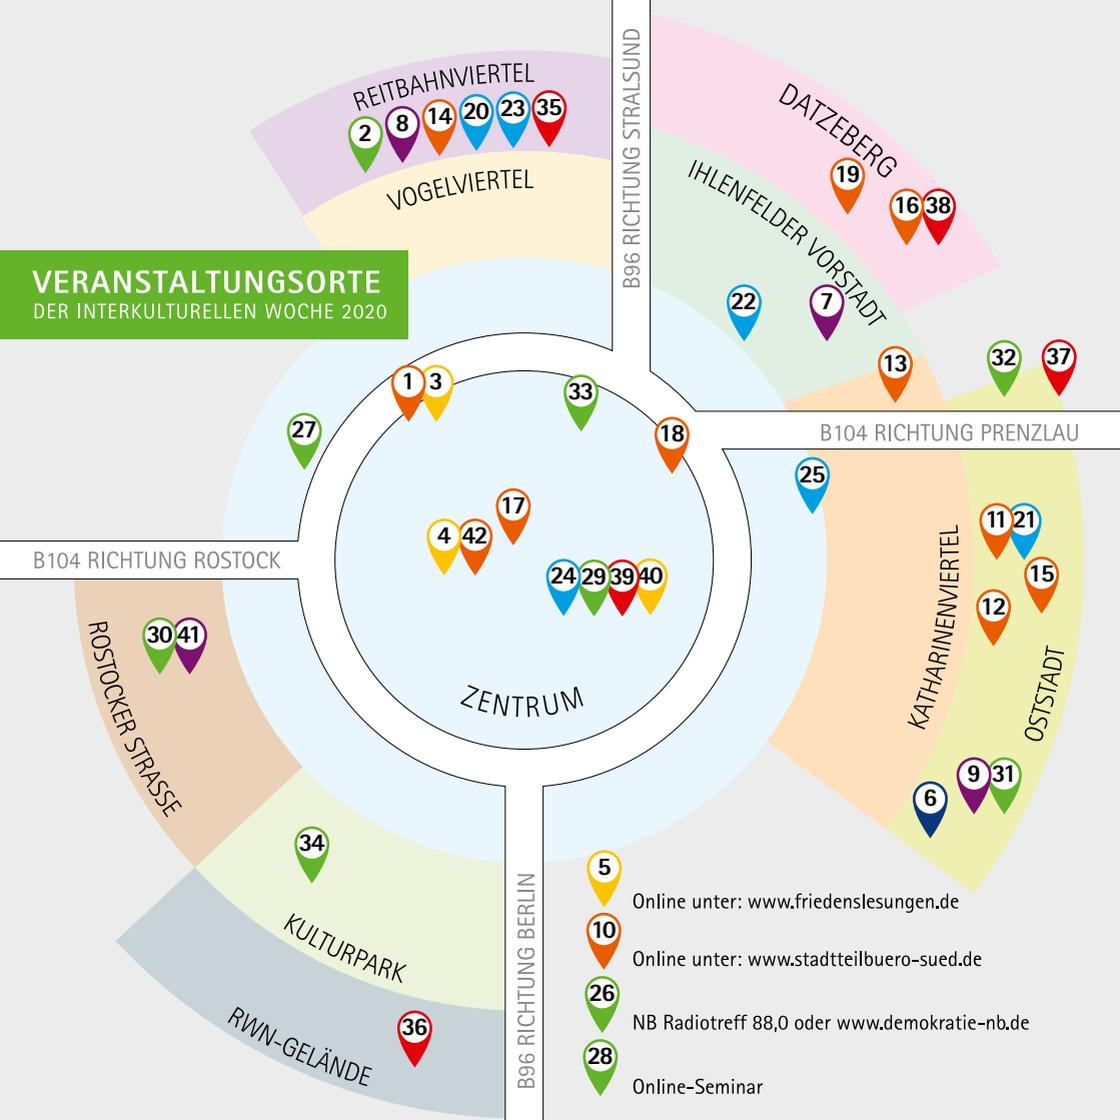 REITBAHNVIERTEL
2
8
14
20
23
35
VOGELVIERTEL
B96 RICHTUNG STRALSUND
DATZEBERG
19
16
38
IHLENFELDER VORSTADT
22
7
VERANSTALTUNGSORTE
DER INTERKULTURELLEN WOCHE 2020
13
32
37
1
3
33
27
18
B104 RICHTUNG PRENZLAU
25
17
4
42
11
21
15
12
24
29
39
40
B104 RICHTUNG ROSTOCK
KATHARINENVIERTEL
OSTSTADT
30
41
ROSTOCKER STRASSE
ZENTRUM
9
31
6
34
KULTURPARK
RWN-GELÄNDE
36
B96 RICHTUNG BERLIN
5
Online unter: www.friedenslesungen.de
10
Online unter: www.stadtteilbuero-sued.de
26
NB Radiotreff 88,0 oder www.demokratie-nb.de
28
Online-Seminar